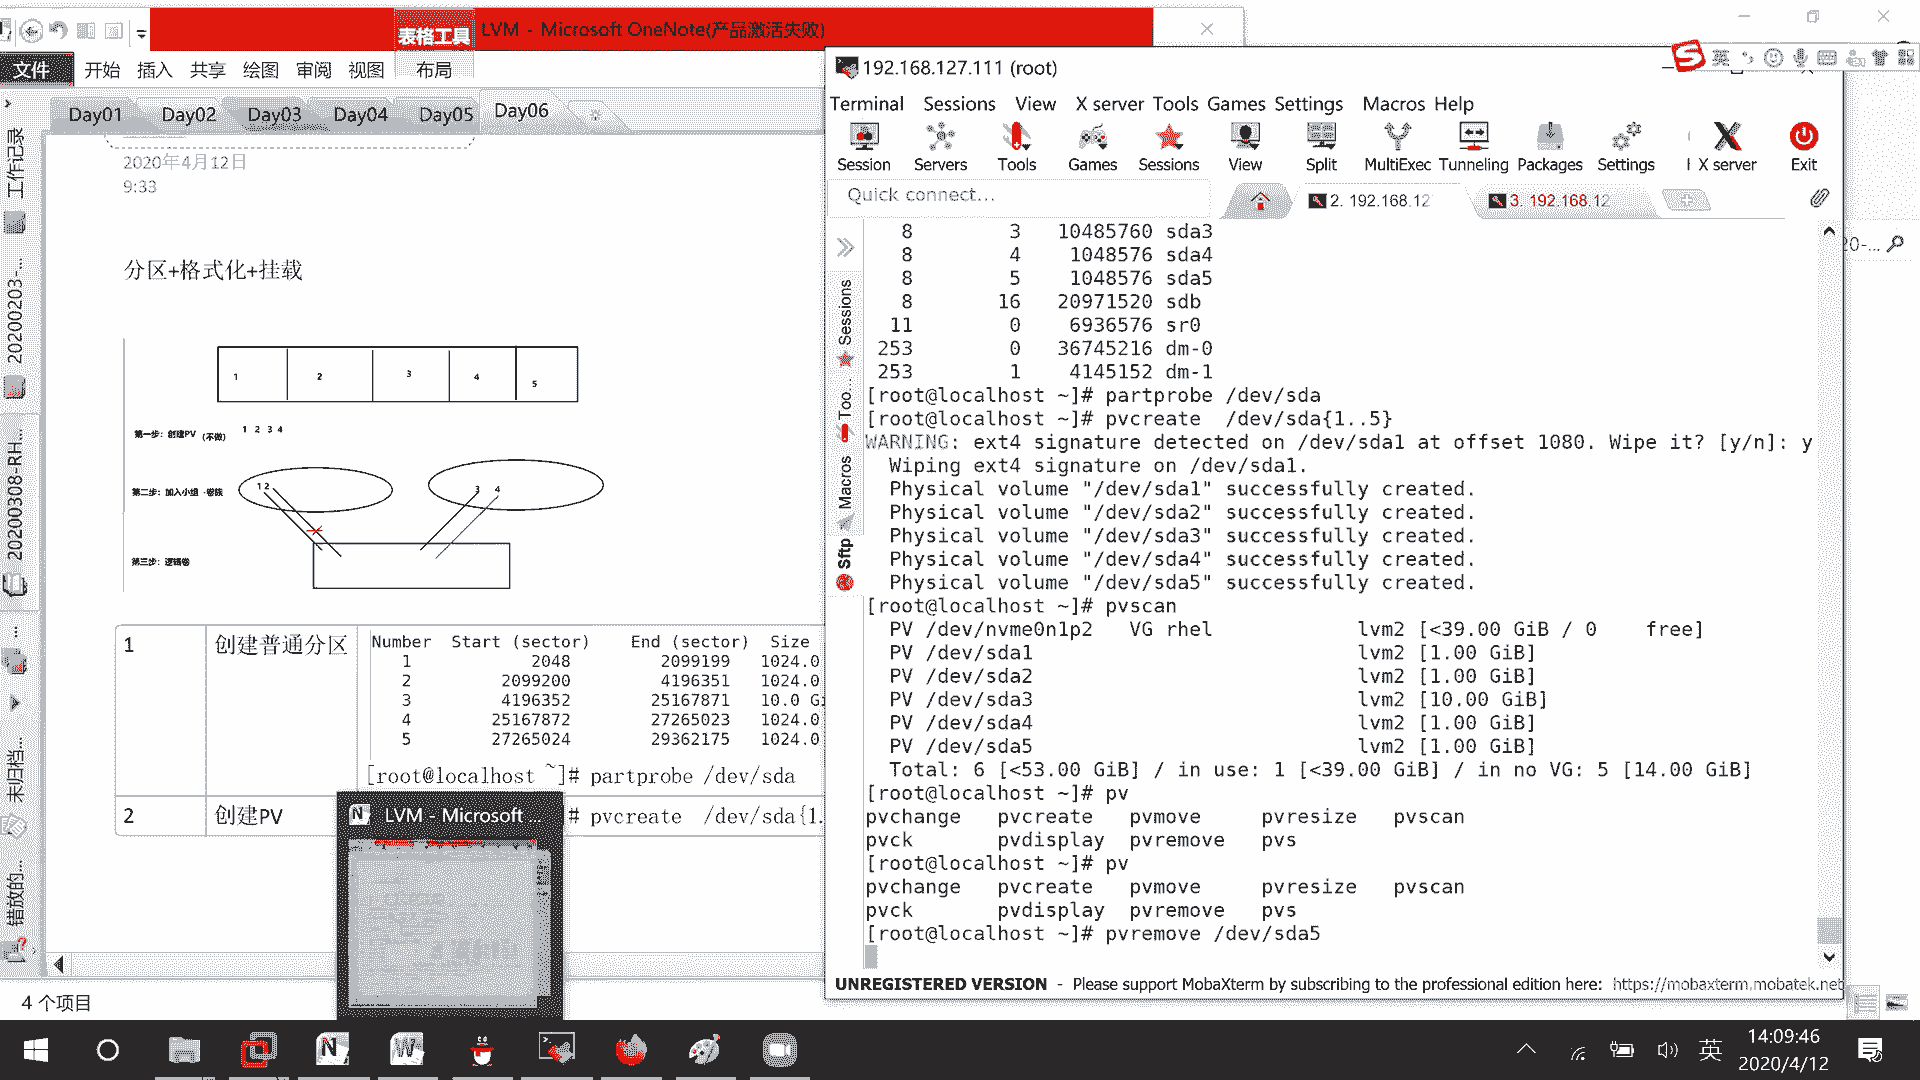 LVM - Microsoft OneNote(产品激活失败)
表格工具
文件 开始 插入 共享 绘图 审阅 视图 布局
Day01 Day02 Day03 Day04 Day05 Day06
工作记录
20200203-...
20200308-RH...
未归档...
错放的...
2020年4月12日
9:33
分区+格式化+挂载
1 2 3 4 5
第一步：创建PV (不做) 1 2 3 4
第二步：加入小组
1 2 3 4
第三步：逻辑卷
1 创建普通分区
Number Start (sector) End (sector) Size
1 2048 2099199 1024.0
2 2099200 4196351 1024.0
3 4196352 25167871 10.0 G
4 25167872 27265023 1024.0
5 27265024 29362175 1024.0
[root@localhost ~]# partprobe /dev/sda
2 创建PV # pvcreate /dev/sda{1.
LVM - Microsoft ...
4 个项目
192.168.127.111 (root)
英
Terminal Sessions View X server Tools Games Settings Macros Help
Session Servers Tools Games Sessions View Split MultiExec Tunneling Packages Settings X server Exit
Quick connect...
2. 192.168.12 3. 192.168.12
20-...
Sessions
Too...
Macros
Sftp
8 3 10485760 sda3
8 4 1048576 sda4
8 5 1048576 sda5
8 16 20971520 sdb
11 0 6936576 sr0
253 0 36745216 dm-0
253 1 4145152 dm-1
[root@localhost ~]# partprobe /dev/sda
[root@localhost ~]# pvcreate /dev/sda{1..5}
WARNING: ext4 signature detected on /dev/sda1 at offset 1080. Wipe it? [y/n]: y
Wiping ext4 signature on /dev/sda1.
Physical volume "/dev/sda1" successfully created.
Physical volume "/dev/sda2" successfully created.
Physical volume "/dev/sda3" successfully created.
Physical volume "/dev/sda4" successfully created.
Physical volume "/dev/sda5" successfully created.
[root@localhost ~]# pvscan
PV /dev/nvme0n1p2 VG rhel lvm2 [<39.00 GiB / 0 free]
PV /dev/sda1 lvm2 [1.00 GiB]
PV /dev/sda2 lvm2 [1.00 GiB]
PV /dev/sda3 lvm2 [10.00 GiB]
PV /dev/sda4 lvm2 [1.00 GiB]
PV /dev/sda5 lvm2 [1.00 GiB]
Total: 6 [<53.00 GiB] / in use: 1 [<39.00 GiB] / in no VG: 5 [14.00 GiB]
[root@localhost ~]# pv
pvchange pvcreate pvmove pvresize pvscan
pvck pvdisplay pvremove pvs
[root@localhost ~]# pv
pvchange pvcreate pvmove pvresize pvscan
pvck pvdisplay pvremove pvs
[root@localhost ~]# pvremove /dev/sda5
UNREGISTERED VERSION - Please support MobaXterm by subscribing to the professional edition here: https://mobaxterm.mobatek.net
英 14:09:46
2020/4/12